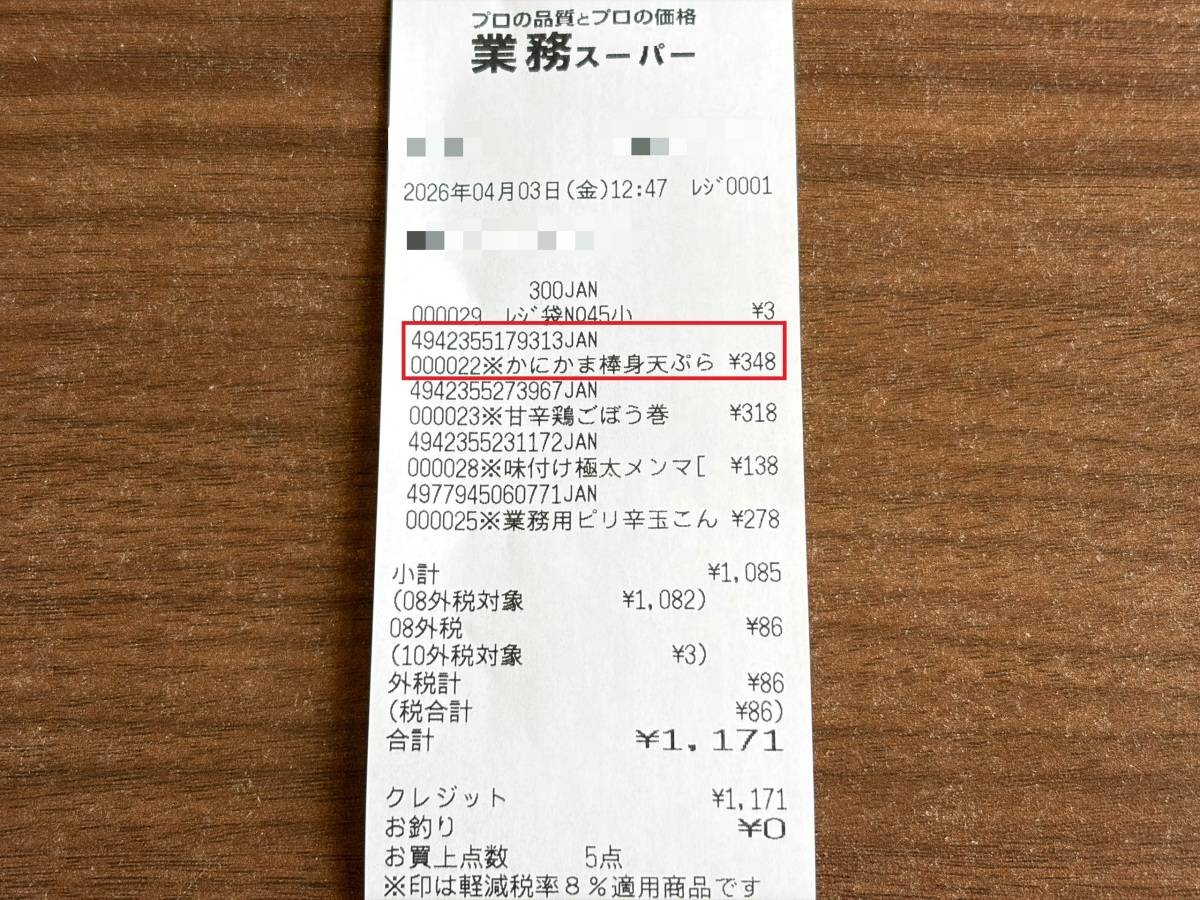 プロの品質とプロの価格
業務スーパー
2026年04月03日(金)12:47 ﾚｼﾞ0001
300JAN
000029 ﾚｼﾞ袋NO45小 ¥3
4942355179313JAN
000022※かにかま棒身天ぷら ¥348
4942355273967JAN
000023※甘辛鶏ごぼう巻 ¥318
4942355231172JAN
000028※味付け極太メンマ[ ¥138
4977945060771JAN
000025※業務用ピリ辛玉こん ¥278
小計 ¥1,085
(08外税対象 ¥1,082)
08外税 ¥86
(10外税対象 ¥3)
外税計 ¥86
(税合計 ¥86)
合計 ¥1,171
クレジット ¥1,171
お釣り ¥0
お買上点数 5点
※印は軽減税率8%適用商品です